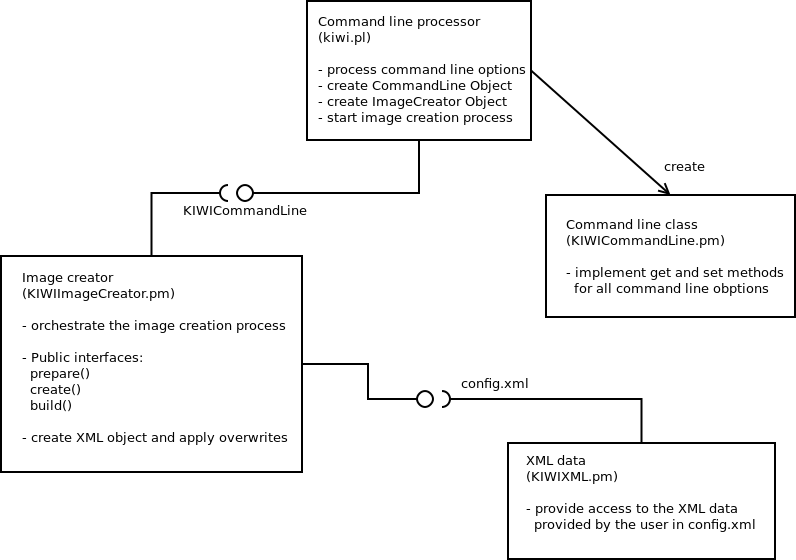 Command line processor
(kiwi.pl)
- process command line options
- create CommandLine Object
- create ImageCreator Object
- start image creation process
create
KIWICommandLine
Command line class
(KIWICommandLine.pm)
- implement get and set methods
for all command line obptions
Image creator
(KIWIImageCreator.pm)
- orchestrate the image creation process
- Public interfaces:
prepare()
create()
build()
- create XML object and apply overwrites
config.xml
XML data
(KIWIXML.pm)
- provide access to the XML data
provided by the user in config.xml